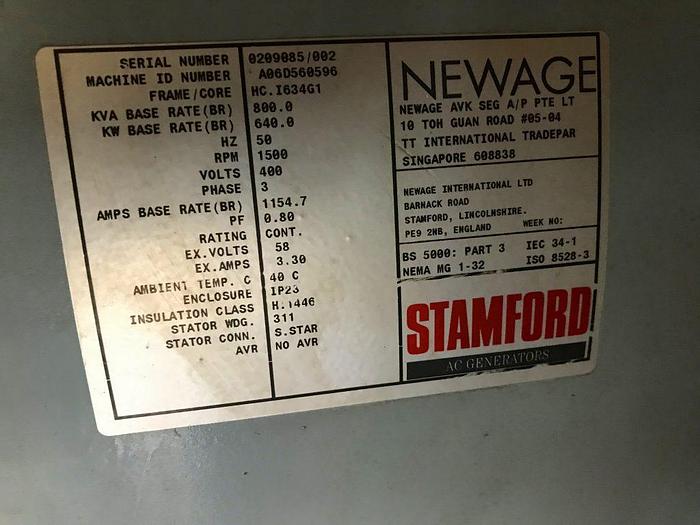 SERIAL NUMBER 0209085/002
MACHINE ID NUMBER A06D560596
FRAME/CORE HC.I634G1
KVA BASE RATE(BR) 800.0
KW BASE RATE(BR) 640.0
HZ 50
RPM 1500
VOLTS 400
PHASE 3
AMPS BASE RATE(BR) 1154.7
PF 0.80
RATING CONT.
EX.VOLTS 58
EX.AMPS 3.30
AMBIENT TEMP. C 40 C
ENCLOSURE IP23
INSULATION CLASS H.1446
STATOR WDG. 311
STATOR CONN. S.STAR
AVR NO AVR
NEWAGE
NEWAGE AVK SEG A/P PTE LT
10 TOH GUAN ROAD #05-04
TT INTERNATIONAL TRADEPAR
SINGAPORE 608838
NEWAGE INTERNATIONAL LTD
BARNACK ROAD
STAMFORD, LINCOLNSHIRE.
PE9 2NB, ENGLAND WEEK NO:
BS 5000: PART 3 IEC 34-1
NEMA MG 1-32 ISO 8528-3
STAMFORD
AC GENERATORS